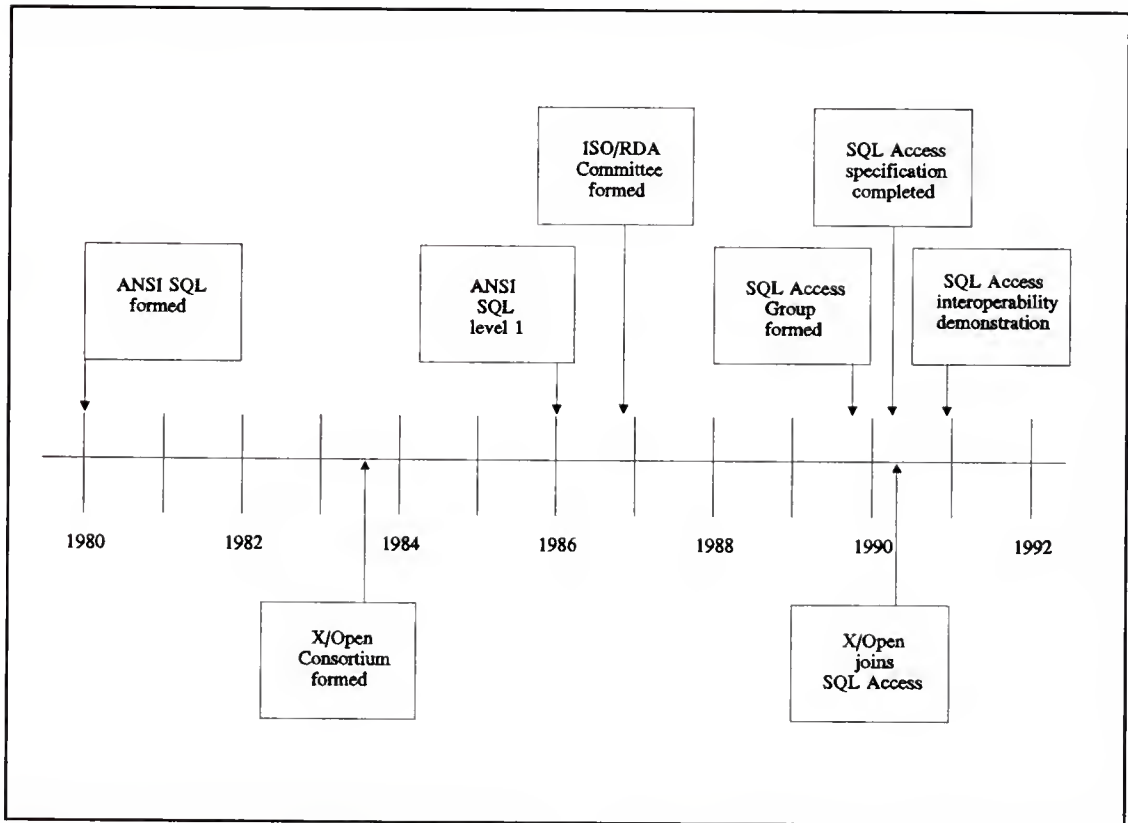 ISO/RDA
Committee
formed
SQL Access
specification
completed
ANSI SQL
formed
ANSI
SQL
level 1
SQL Access
Group
formed
SQL Access
interoperability
demonstration
1980
1982
1984
1986
1988
1990
1992
X/Open
Consortium
formed
X/Open
joins
SQL Access